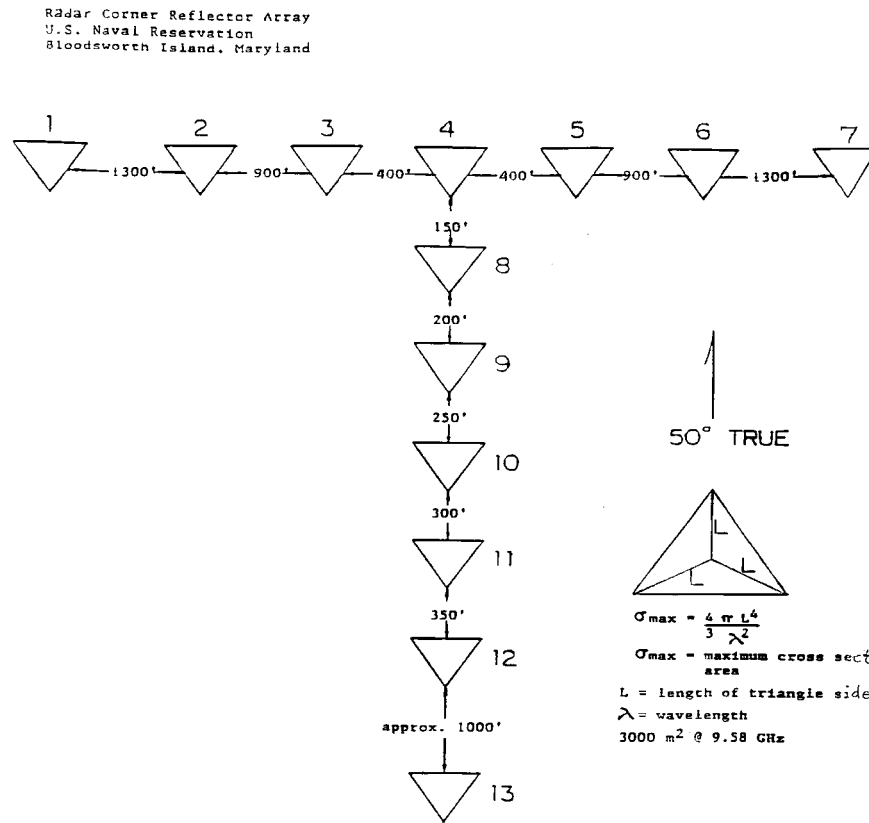 Radar Corner Reflector Array
U.S. Naval Reservation
Bloodsworth Island, Maryland
1 2 3 4 5 6 7
1300' 900' 400' 400' 900' 1300'
150'
8
200'
9
250'
10
300'
11
350'
12
approx. 1000'
13
50° TRUE
L
L L
σmax = 4 π L⁴
3 λ²
σmax = maximum cross sect
area
L = length of triangle side
λ = wavelength
3000 m² @ 9.58 GHz